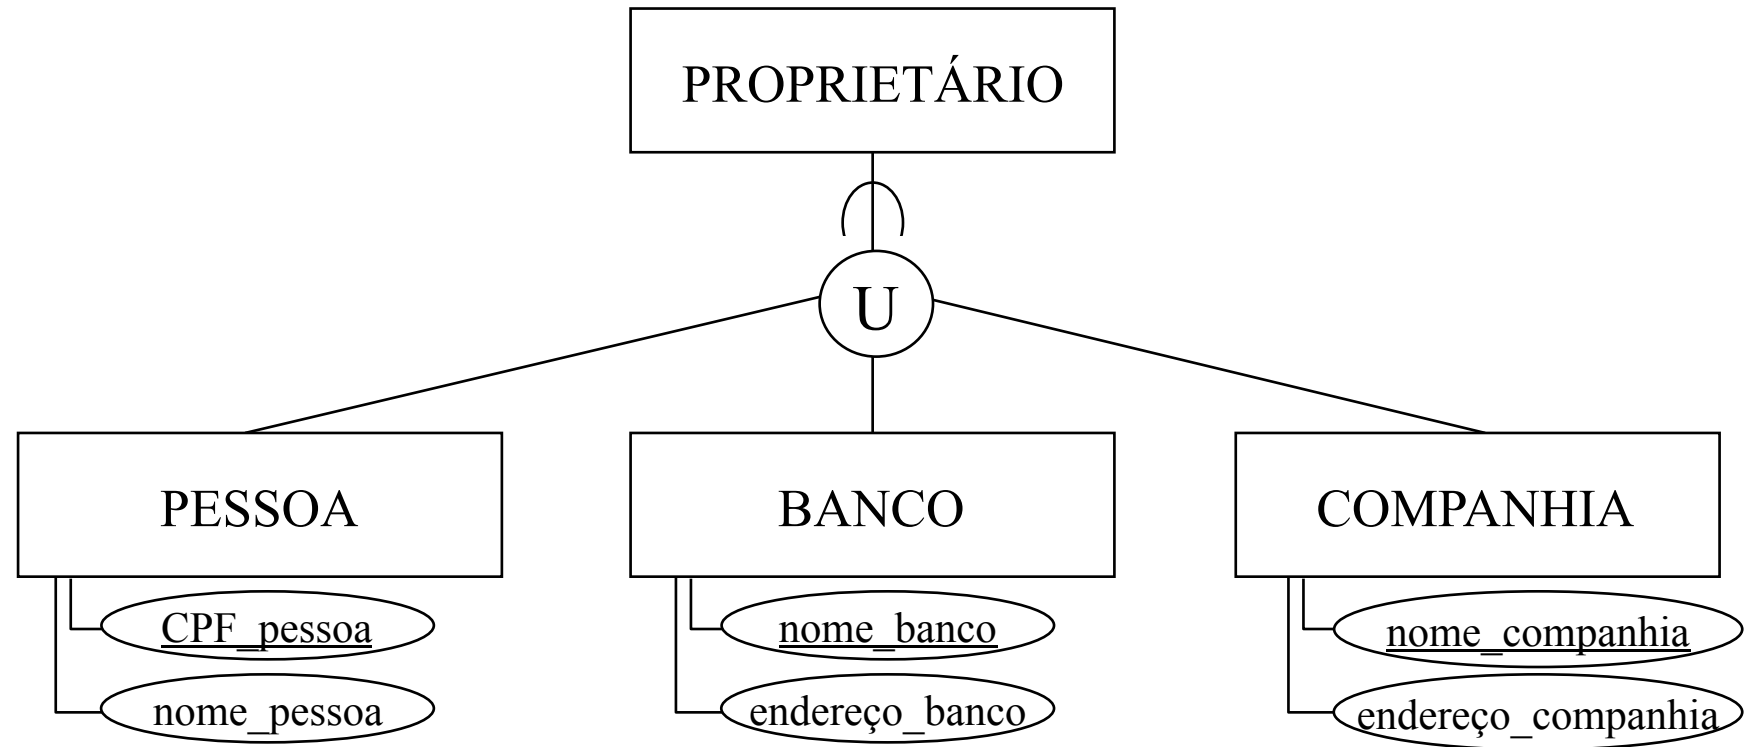 PROPRIETÁRIO
U
PESSOA
BANCO
COMPANHIA
CPF_pessoa
nome_pessoa
nome_banco
endereço_banco
nome_companhia
endereço_companhia